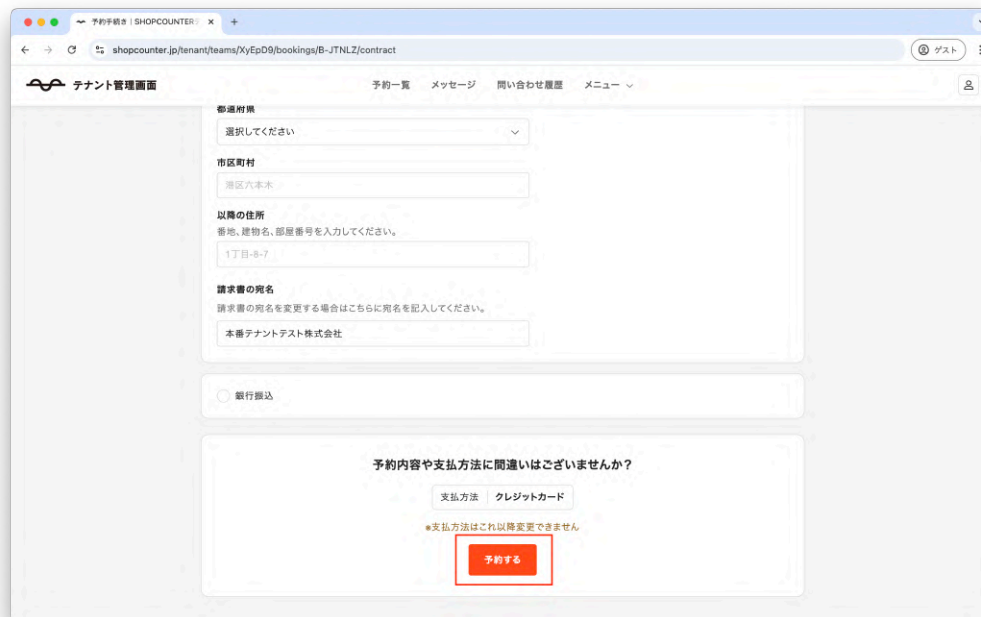 予約手続き | SHOPCOUNTER
shopcounter.jp/tenant/teams/XyEpD9/bookings/B-JTNLZ/contract
ゲスト
テナント管理画面
予約一覧 メッセージ 問い合わせ履歴 メニュー
都道府県
選択してください
市区町村
港区六本木
以降の住所
番地、建物名、部屋番号を入力してください。
1丁目-8-7
請求書の宛名
請求書の宛名を変更する場合はこちらに宛名を記入してください。
本番テナントテスト株式会社
銀行振込
予約内容や支払方法に間違いはございませんか？
支払方法 クレジットカード
※支払方法はこれ以降変更できません
予約する